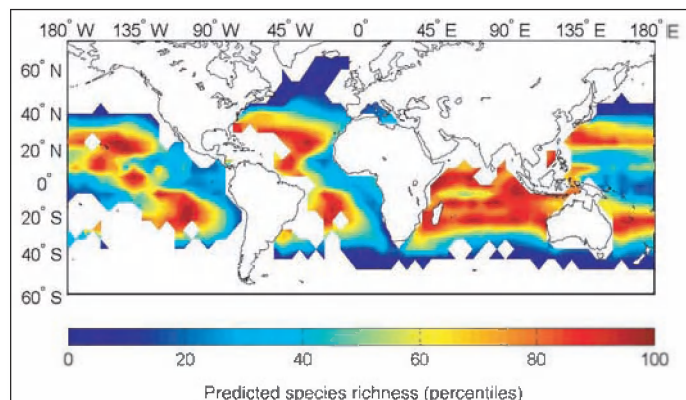 180° W 135° W 90° W 45° W 0° 45° E 90° E 135° E 180° E
60° N
40° N
20° N
0°
20° S
40° S
60° S
0 20 40 60 80 100
Predicted species richness (percentiles)